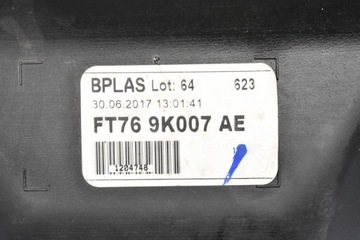 BPLAS Lot: 64 623
30.06.2017 13:01:41
FT76 9K007 AE
1284748